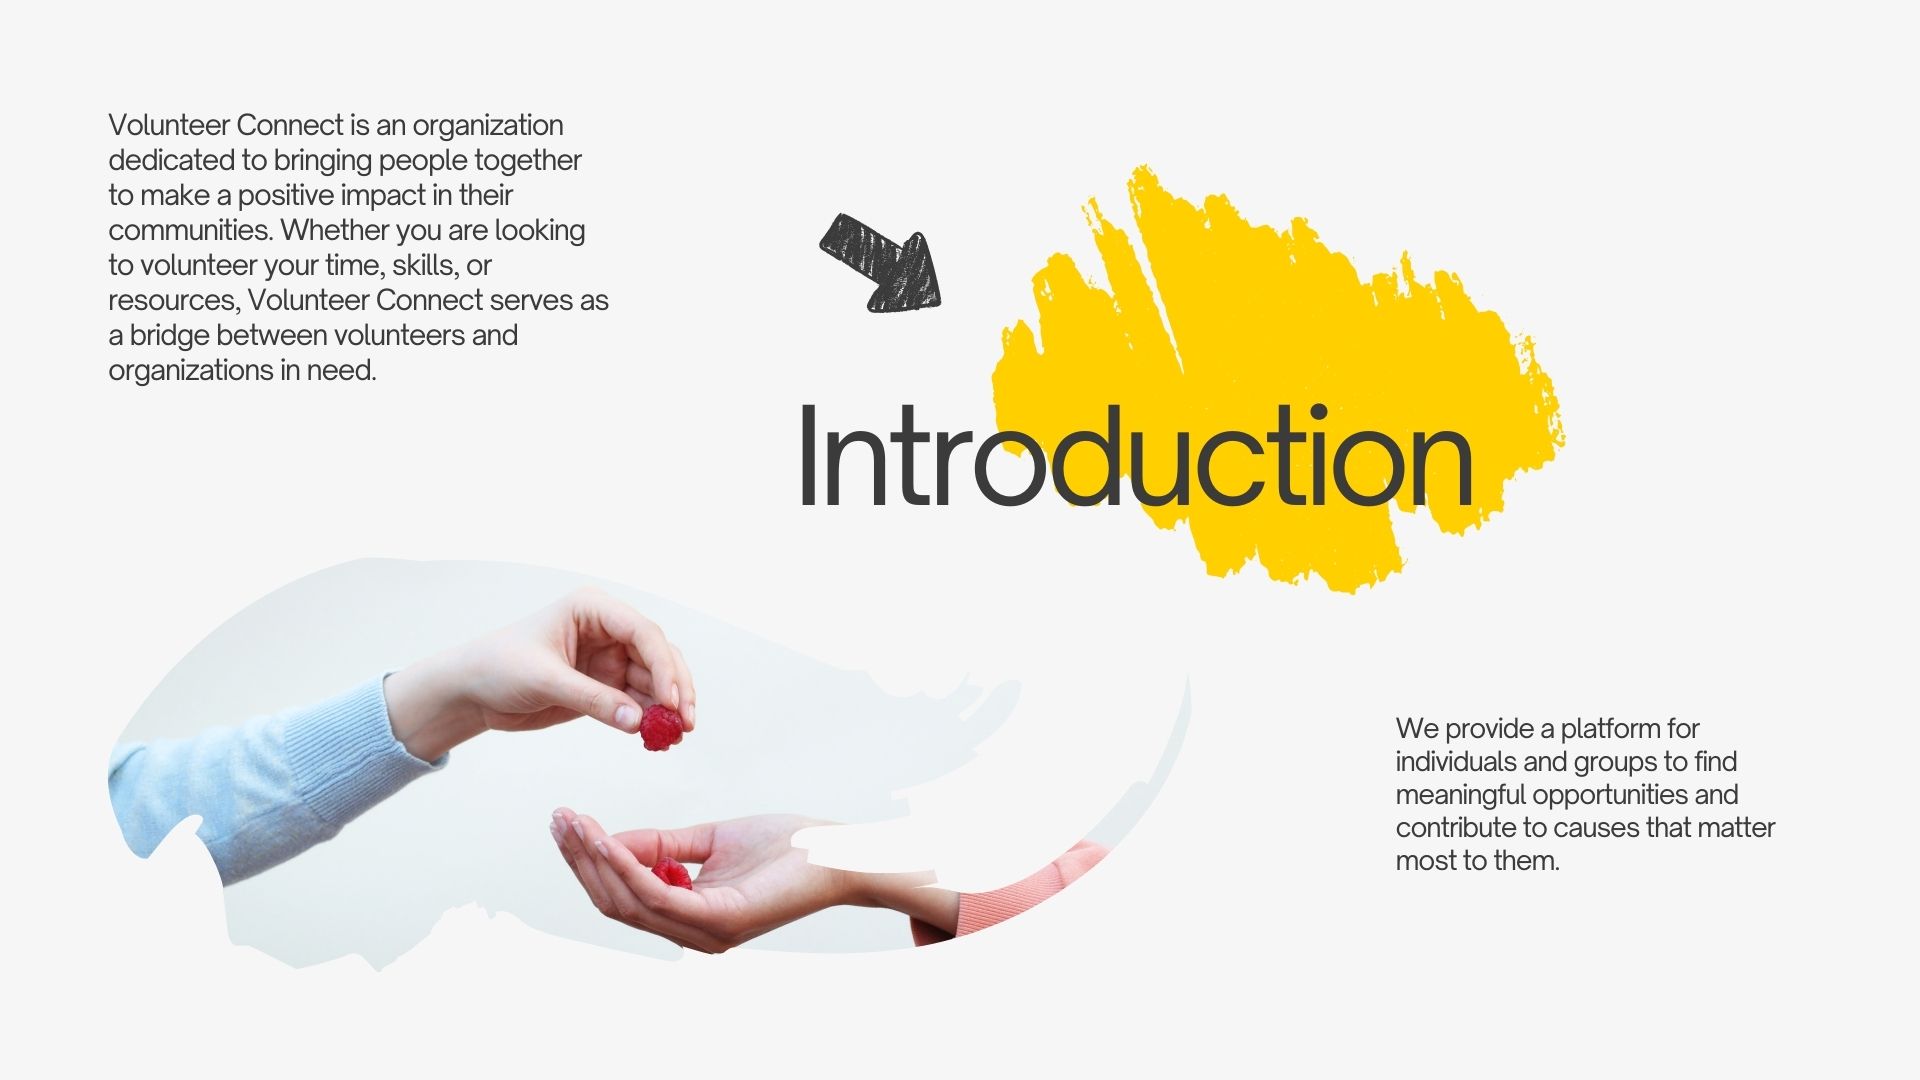 Volunteer Connect is an organization
dedicated to bringing people together
to make a positive impact in their
communities. Whether you are looking
to volunteer your time, skills, or
resources, Volunteer Connect serves as
a bridge between volunteers and
organizations in need.
Introduction
We provide a platform for
individuals and groups to find
meaningful opportunities and
contribute to causes that matter
most to them.